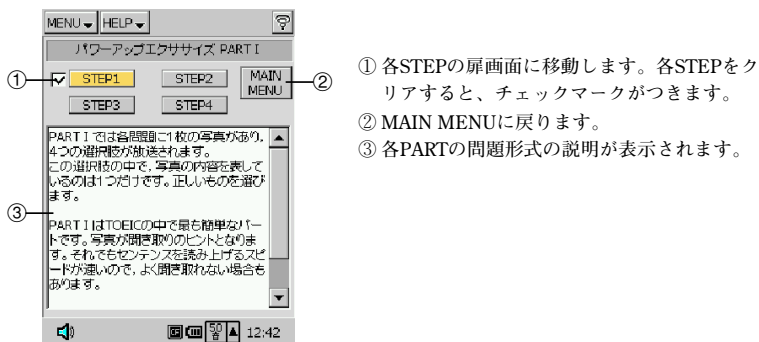 MENU HELP ?
パワーアップエクササイズ PART I
① STEP1 STEP2 MAIN MENU ②
STEP3 STEP4
PART I では各問題に1枚の写真があり,
4つの選択肢が放送されます。
この選択肢の中で, 写真の内容を表して
いるのは1つだけです。正しいものを選び
ます。
③
PART I はTOEICの中で最も簡単なパー
トです。写真が聞き取りのヒントとなりま
す。それでもセンテンスを読み上げるスピ
ードが速いので, よく聞き取れない場合も
あります。
50音 12:42
① 各STEPの扉画面に移動します。各STEPをク
リアすると、チェックマークがつきます。
② MAIN MENUに戻ります。
③ 各PARTの問題形式の説明が表示されます。